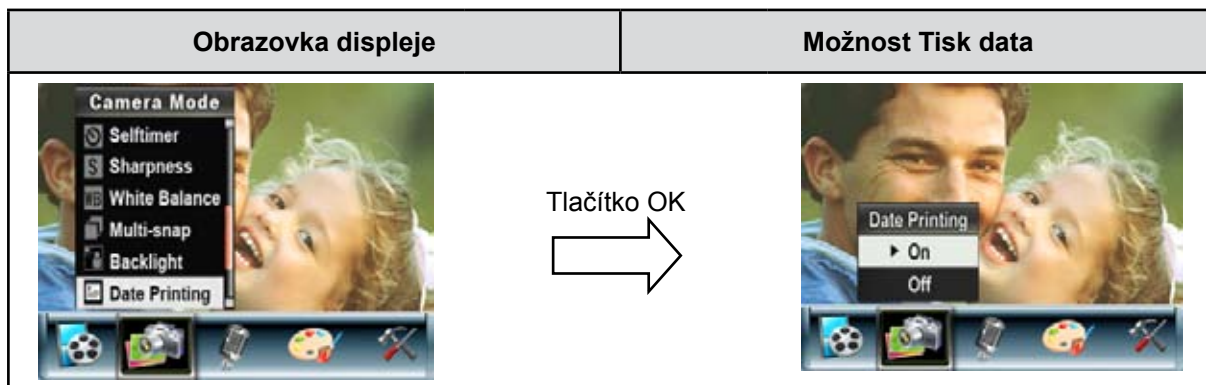 Obrazovka displeje
Možnost Tisk data
Camera Mode
Selftimer
S Sharpness
WB White Balance
Multi-snap
Backlight
Date Printing
Tlačítko OK
Date Printing
On
Off